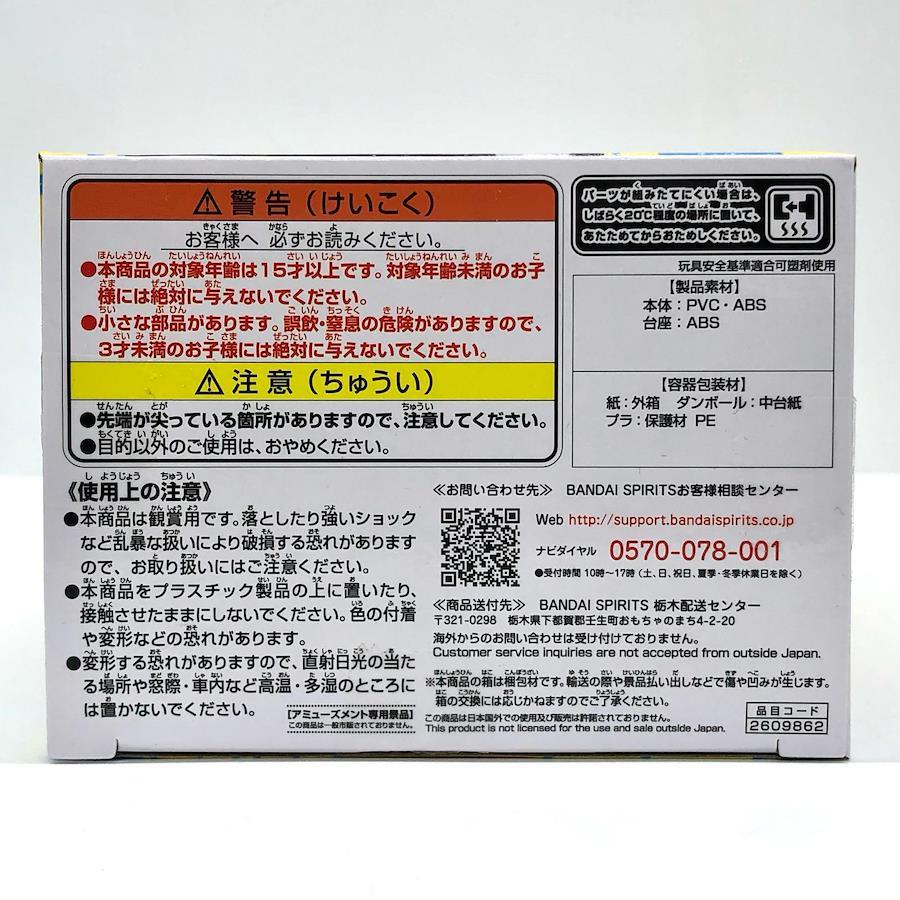 ⚠警告（けいこく）
お客様へ 必ずお読みください。
●本商品の対象年齢は15才以上です。対象年齢未満のお子
様には絶対に与えないでください。
●小さな部品があります。誤飲・窒息の危険がありますので、
3才未満のお子様には絶対に与えないでください。
⚠注意（ちゅうい）
●先端が尖っている箇所がありますので、注意してください。
●目的以外のご使用は、おやめください。
《使用上の注意》
●本商品は観賞用です。落としたり強いショック
など乱暴な扱いにより破損する恐れがあります
ので、お取り扱いにはご注意ください。
●本商品をプラスチック製品の上に置いたり、
接触させたままにしないでください。色の付着
や変形などの恐れがあります。
●変形する恐れがありますので、直射日光の当た
る場所や窓際・車内など高温・多湿のところに
は置かないでください。
【アミューズメント専用景品】
この商品は一般市販されておりません。
パーツが組みたてにくい場合は、
しばらく20℃程度の場所に置いて、
あたためてからおためしください。
玩具安全基準適合可塑剤使用
【製品素材】
本体：PVC・ABS
台座：ABS
【容器包装材】
紙：外箱 ダンボール：中台紙
プラ：保護材 PE
≪お問い合わせ先≫ BANDAI SPIRITSお客様相談センター
Web http://support.bandaispirits.co.jp
ナビダイヤル 0570-078-001
●受付時間 10時〜17時（土、日、祝日、夏季・冬季休業日を除く）
≪商品送付先≫ BANDAI SPIRITS 栃木配送センター
〒321-0298 栃木県下都賀郡壬生町おもちゃのまち4-2-20
海外からのお問い合わせは受け付けておりません。
Customer service inquiries are not accepted from outside Japan.
※本商品の箱は梱包材です。輸送の際や景品払い出しなどで傷や凹みが生じます。
箱の交換には応じかねますのでご了承ください。
この商品は日本国外での使用及び販売は許諾されておりません。
This product is not licensed for the use and sale outside Japan.
品目コード
2609862